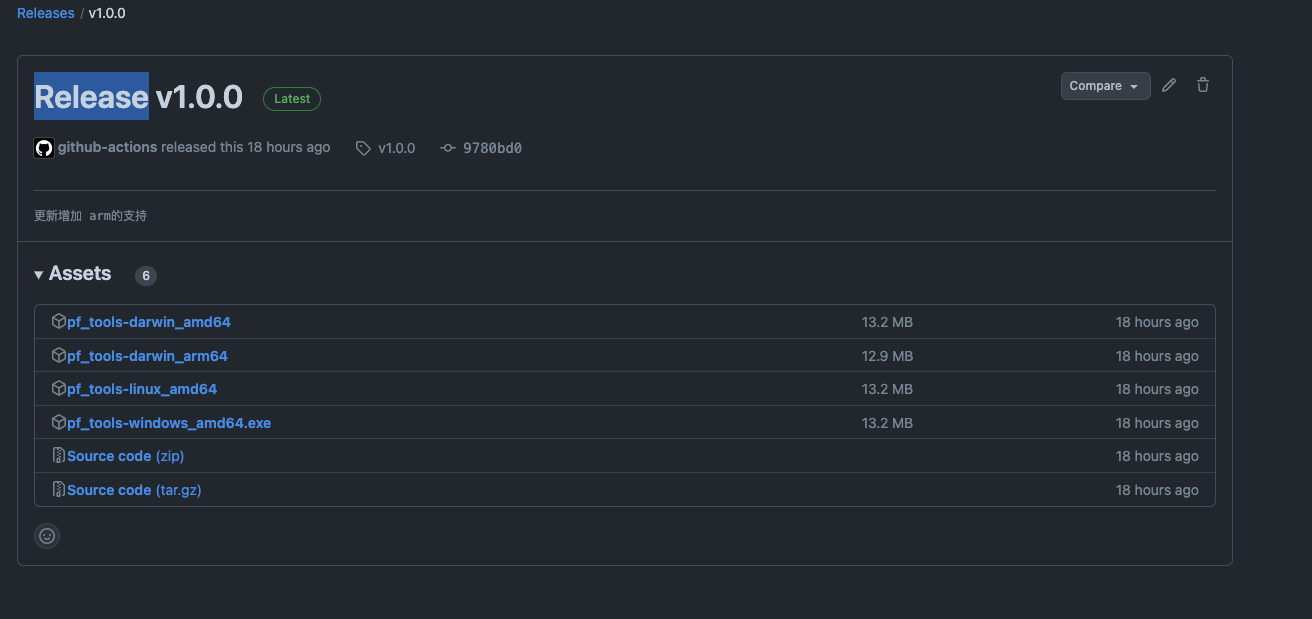 Releases / v1.0.0
Release v1.0.0 Latest
Compare
github-actions released this 18 hours ago v1.0.0 9780bd0
更新增加 arm的支持
Assets 6
pf_tools-darwin_amd64 13.2 MB 18 hours ago
pf_tools-darwin_arm64 12.9 MB 18 hours ago
pf_tools-linux_amd64 13.2 MB 18 hours ago
pf_tools-windows_amd64.exe 13.2 MB 18 hours ago
Source code (zip) 18 hours ago
Source code (tar.gz) 18 hours ago